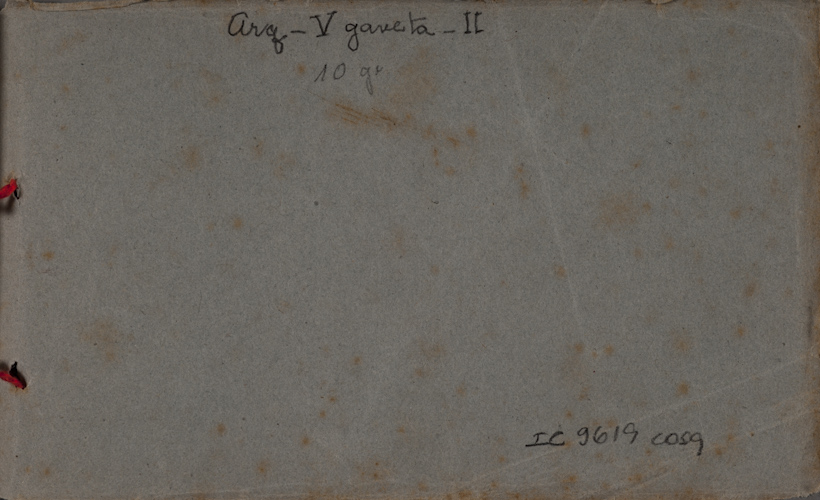 Arq - V gaveta - II
10 gr
IC 9619 cosq